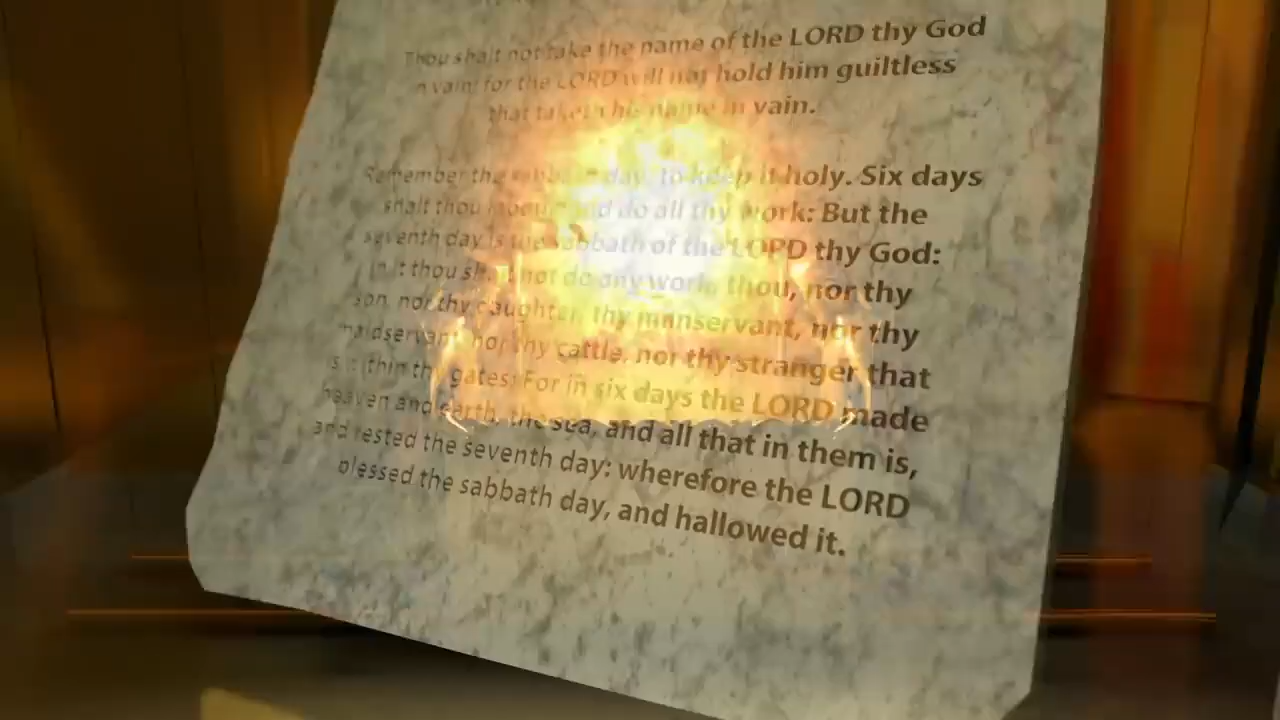 Thou shalt not take the name of the LORD thy God
in vain; for the LORD will not hold him guiltless
that taketh his name in vain.
Remember the sabbath day, to keep it holy. Six days
shalt thou labour and do all thy work: But the
seventh day is the sabbath of the LORD thy God:
in it thou shalt not do any work, thou, nor thy
son, nor thy daughter, thy manservant, nor thy
maidservant, nor thy cattle, nor thy stranger that
is within thy gates: For in six days the LORD made
heaven and earth, the sea, and all that in them is,
and rested the seventh day: wherefore the LORD
blessed the sabbath day, and hallowed it.